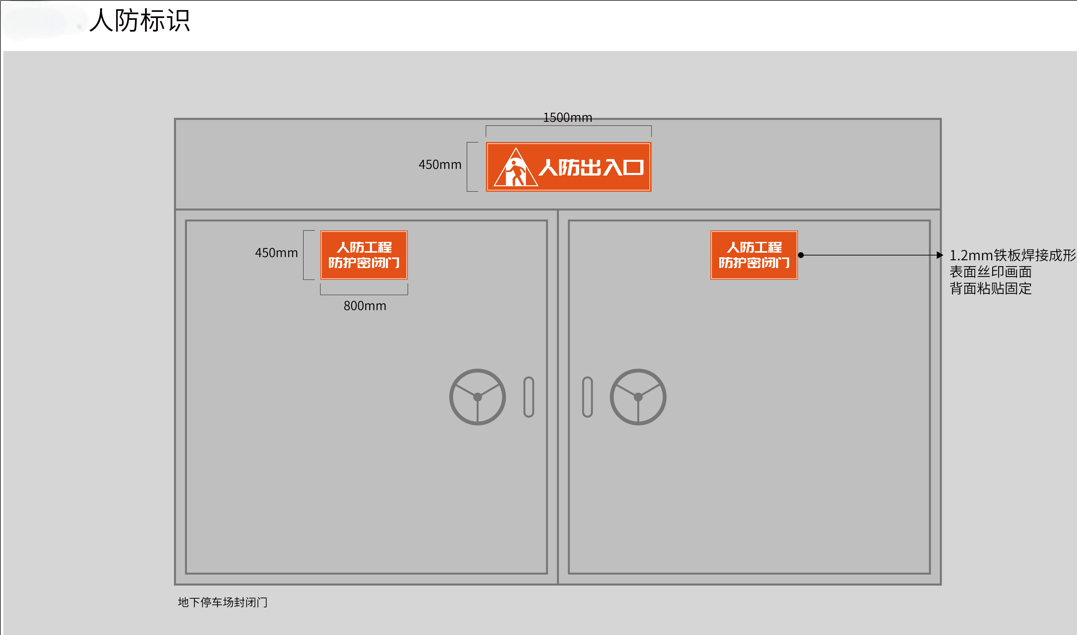 人防标识
1500mm
450mm
人防出入口
450mm
人防工程
防护密闭门
800mm
人防工程
防护密闭门
1.2mm铁板焊接成形
表面丝印画面
背面粘贴固定
地下停车场封闭门